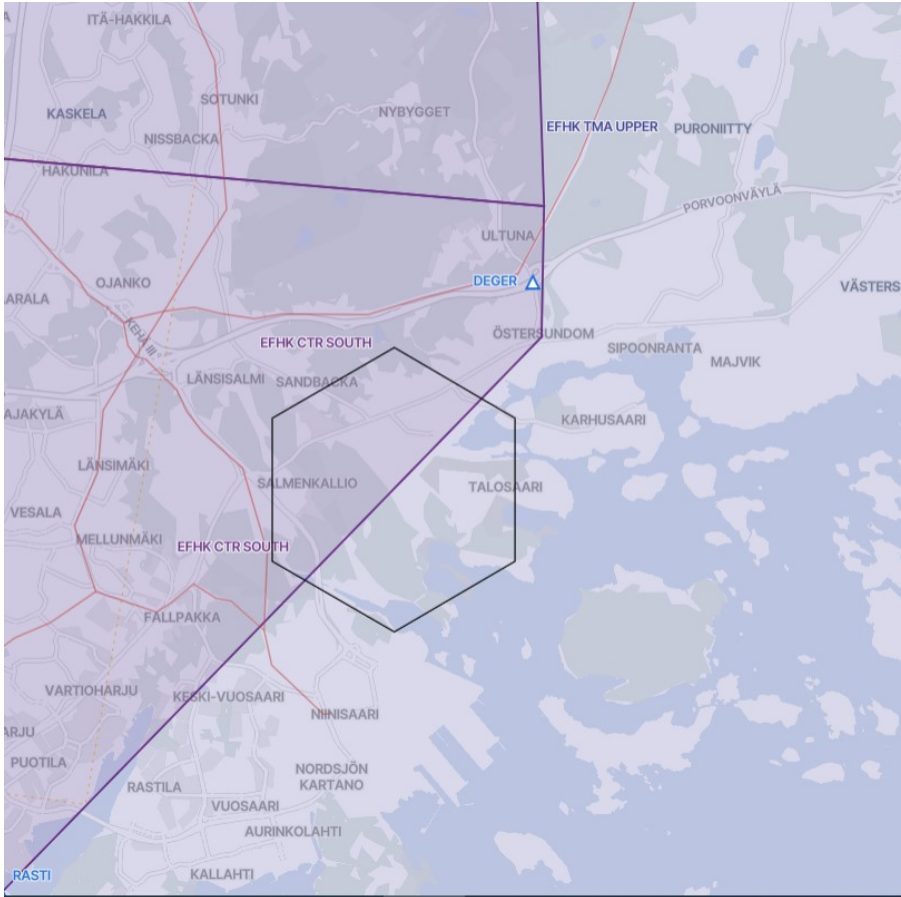 ITÄ-HAKKILA
SOTUNKI
KASKELA
NYBYGGET
EFHK TMA UPPER
PURONIITTY
NISSBACKA
HAKUNILA
PORVOONVÄYLÄ
ULTUNA
OJANKO
DEGER
VÄSTERS
ARALA
KEHÄ III
EFHK CTR SOUTH
ÖSTERSUNDOM
SIPOONRANTA
MAJVIK
LÄNSISALMI
SANDBACKA
AJAKYLÄ
KARHUSAARI
LÄNSIMÄKI
SALMENKALLIO
TALOSAARI
VESALA
MELLUNMÄKI
EFHK CTR SOUTH
FALLPAKKA
VARTIOHARJU
KESKI-VUOSAARI
NIINISAARI
ARJU
PUOTILA
NORDSJÖN
KARTANO
RASTILA
VUOSAARI
AURINKOLAHTI
RASTI
KALLAHTI